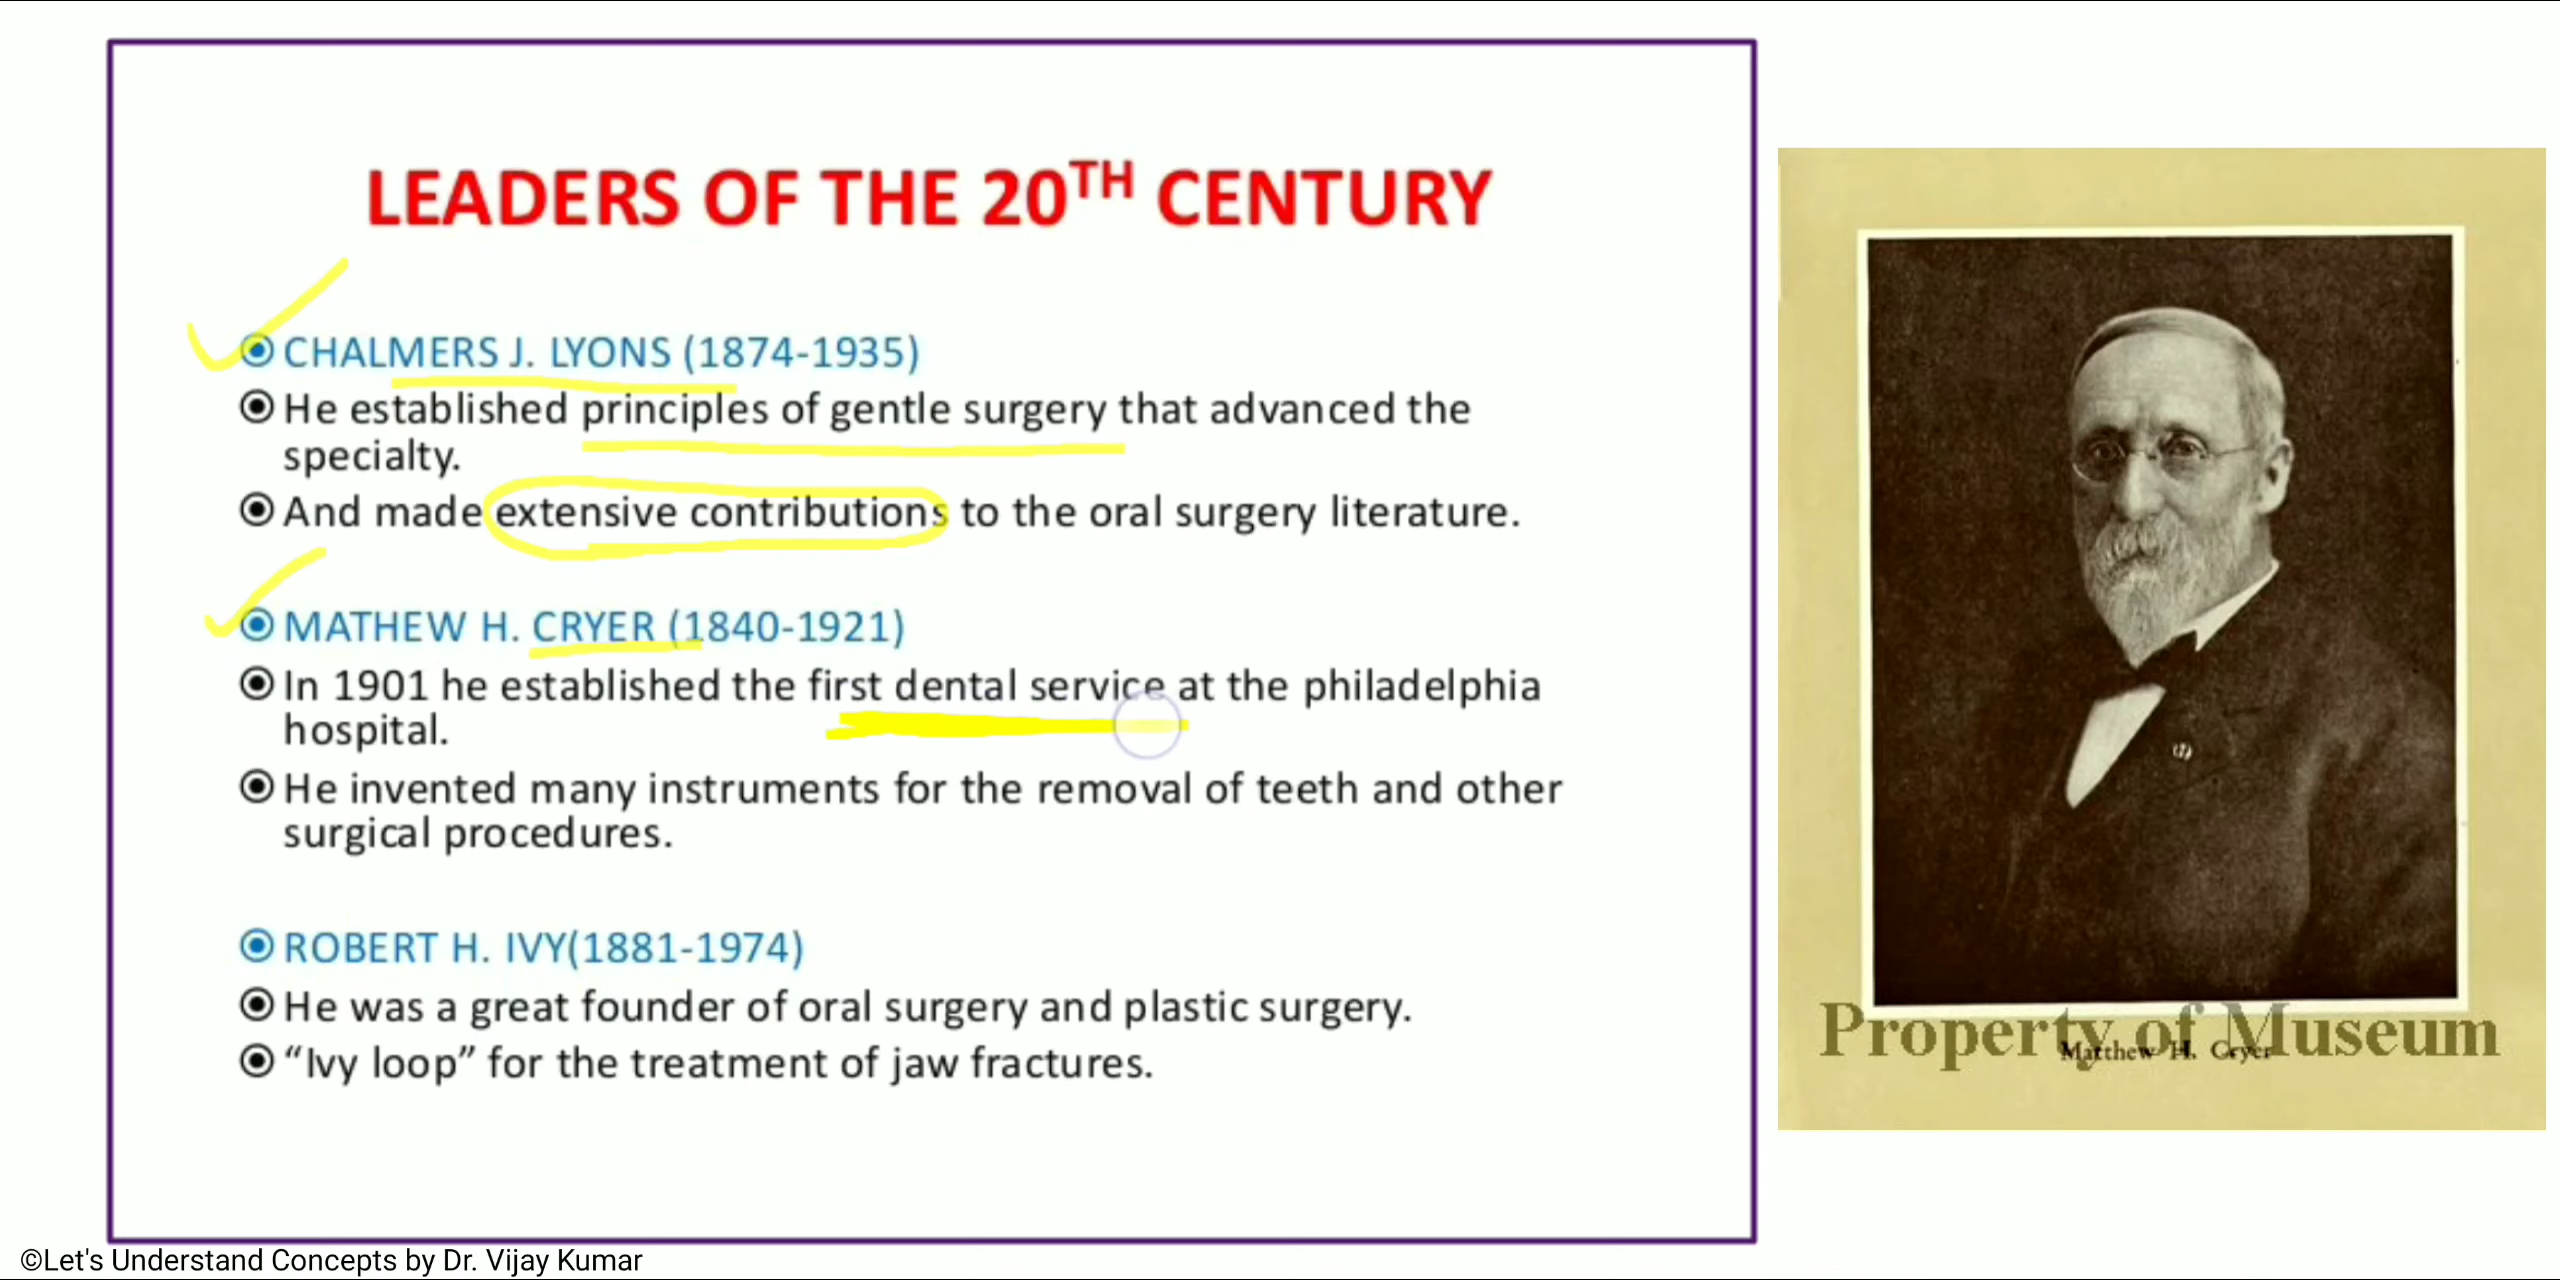 LEADERS OF THE 20TH CENTURY
CHALMERS J. LYONS (1874-1935)
He established principles of gentle surgery that advanced the
specialty.
And made extensive contributions to the oral surgery literature.
MATHEW H. CRYER (1840-1921)
In 1901 he established the first dental service at the philadelphia
hospital.
He invented many instruments for the removal of teeth and other
surgical procedures.
ROBERT H. IVY(1881-1974)
He was a great founder of oral surgery and plastic surgery.
“Ivy loop” for the treatment of jaw fractures.
Property of Museum
Matthew H. Cryer
©Let's Understand Concepts by Dr. Vijay Kumar